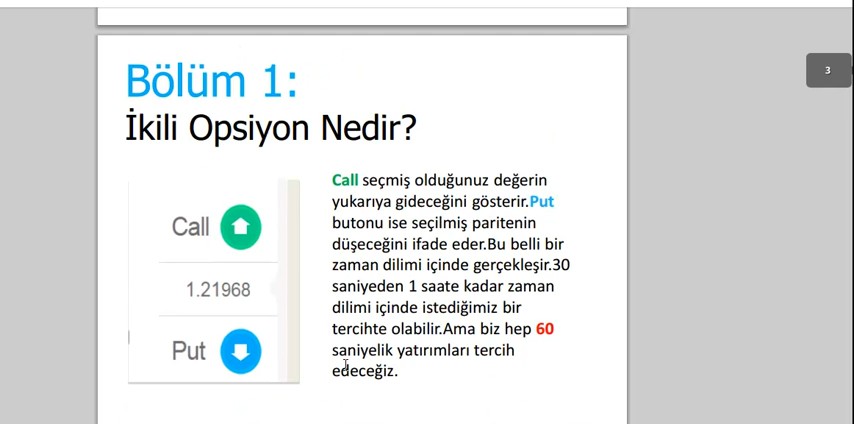 3
Bölüm 1:
İkili Opsiyon Nedir?
Call
1.21968
Put
Call seçmiş olduğunuz değerin
yukarıya gideceğini gösterir.Put
butonu ise seçilmiş paritenin
düşeceğini ifade eder.Bu belli bir
zaman dilimi içinde gerçekleşir.30
saniyeden 1 saate kadar zaman
dilimi içinde istediğimiz bir
tercihte olabilir.Ama biz hep 60
saniyelik yatırımları tercih
edeceğiz.